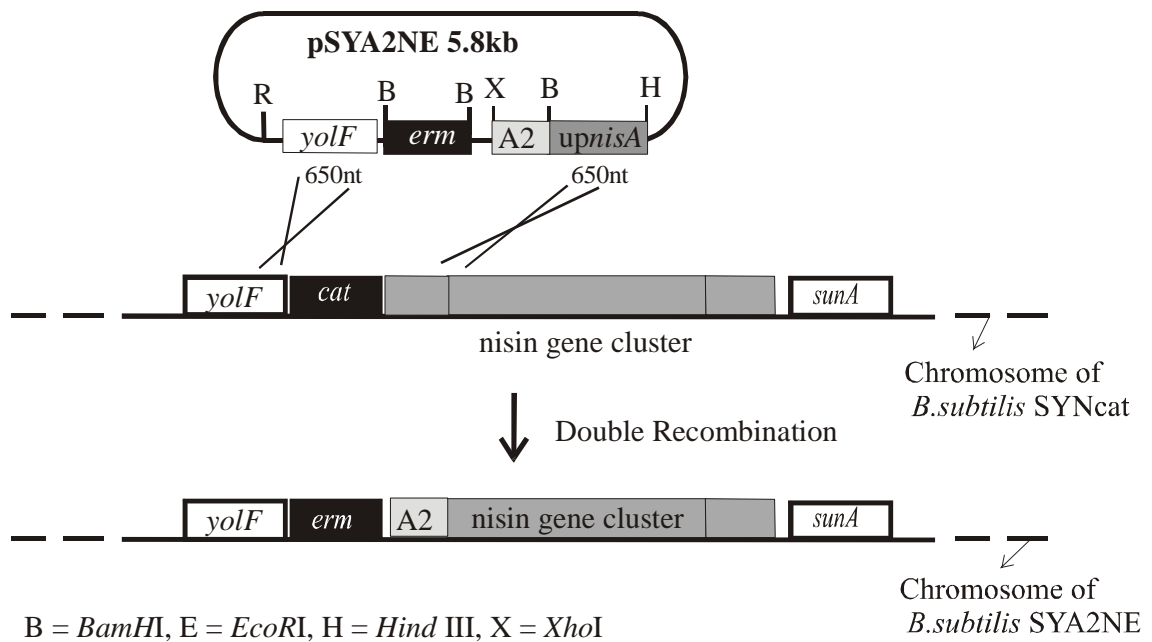 pSYA2NE 5.8kb
R B B X B H
yolF erm A2 upnisA
650nt 650nt
yolF cat sunA
nisin gene cluster
Chromosome of
B.subtilis SYNcat
Double Recombination
yolF erm A2 nisin gene cluster sunA
Chromosome of
B.subtilis SYA2NE
B = BamHI, E = EcoRI, H = Hind III, X = XhoI